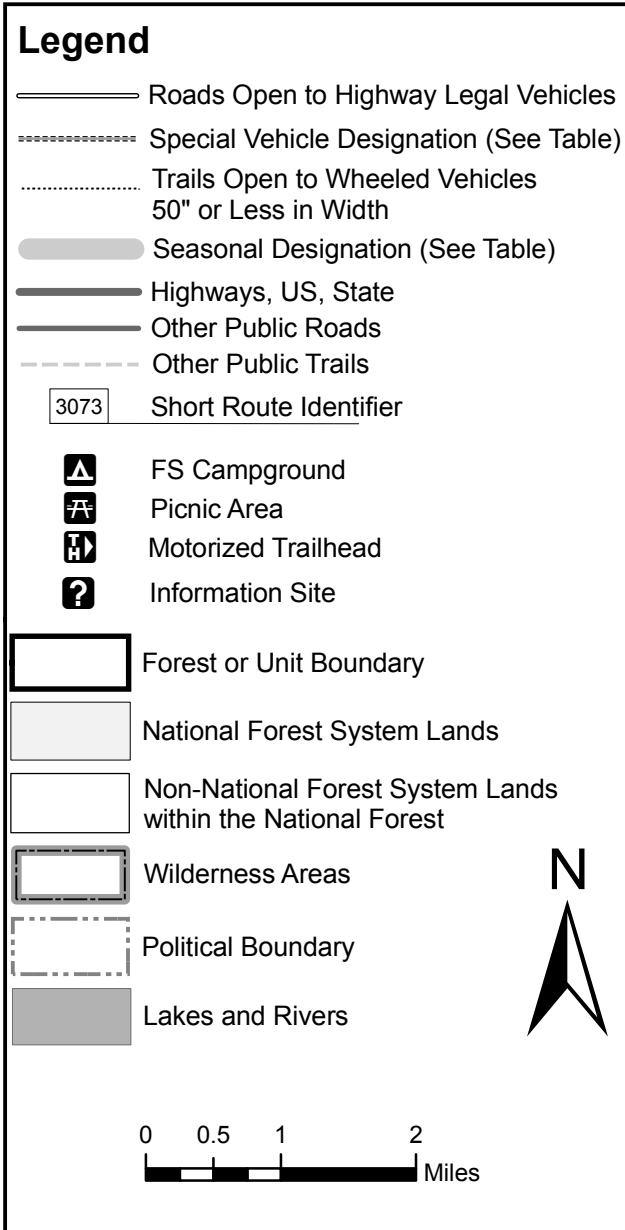 Legend
Roads Open to Highway Legal Vehicles
Special Vehicle Designation (See Table)
Trails Open to Wheeled Vehicles
50" or Less in Width
Seasonal Designation (See Table)
Highways, US, State
Other Public Roads
Other Public Trails
3073 Short Route Identifier
FS Campground
Picnic Area
TH Motorized Trailhead
? Information Site
Forest or Unit Boundary
National Forest System Lands
Non-National Forest System Lands
within the National Forest
Wilderness Areas
N
Political Boundary
Lakes and Rivers
0 0.5 1 2
Miles